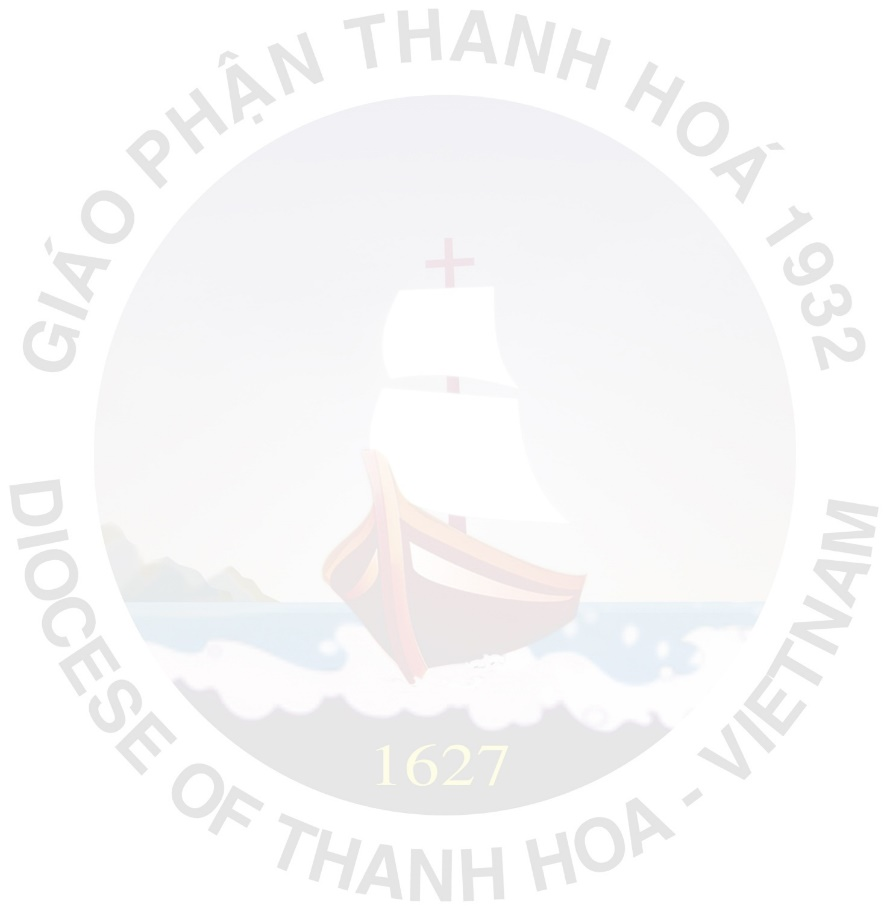 GIÁO PHẬN THANH HOÁ 1932
1627
DIOCESE OF THANH HOA - VIETNAM